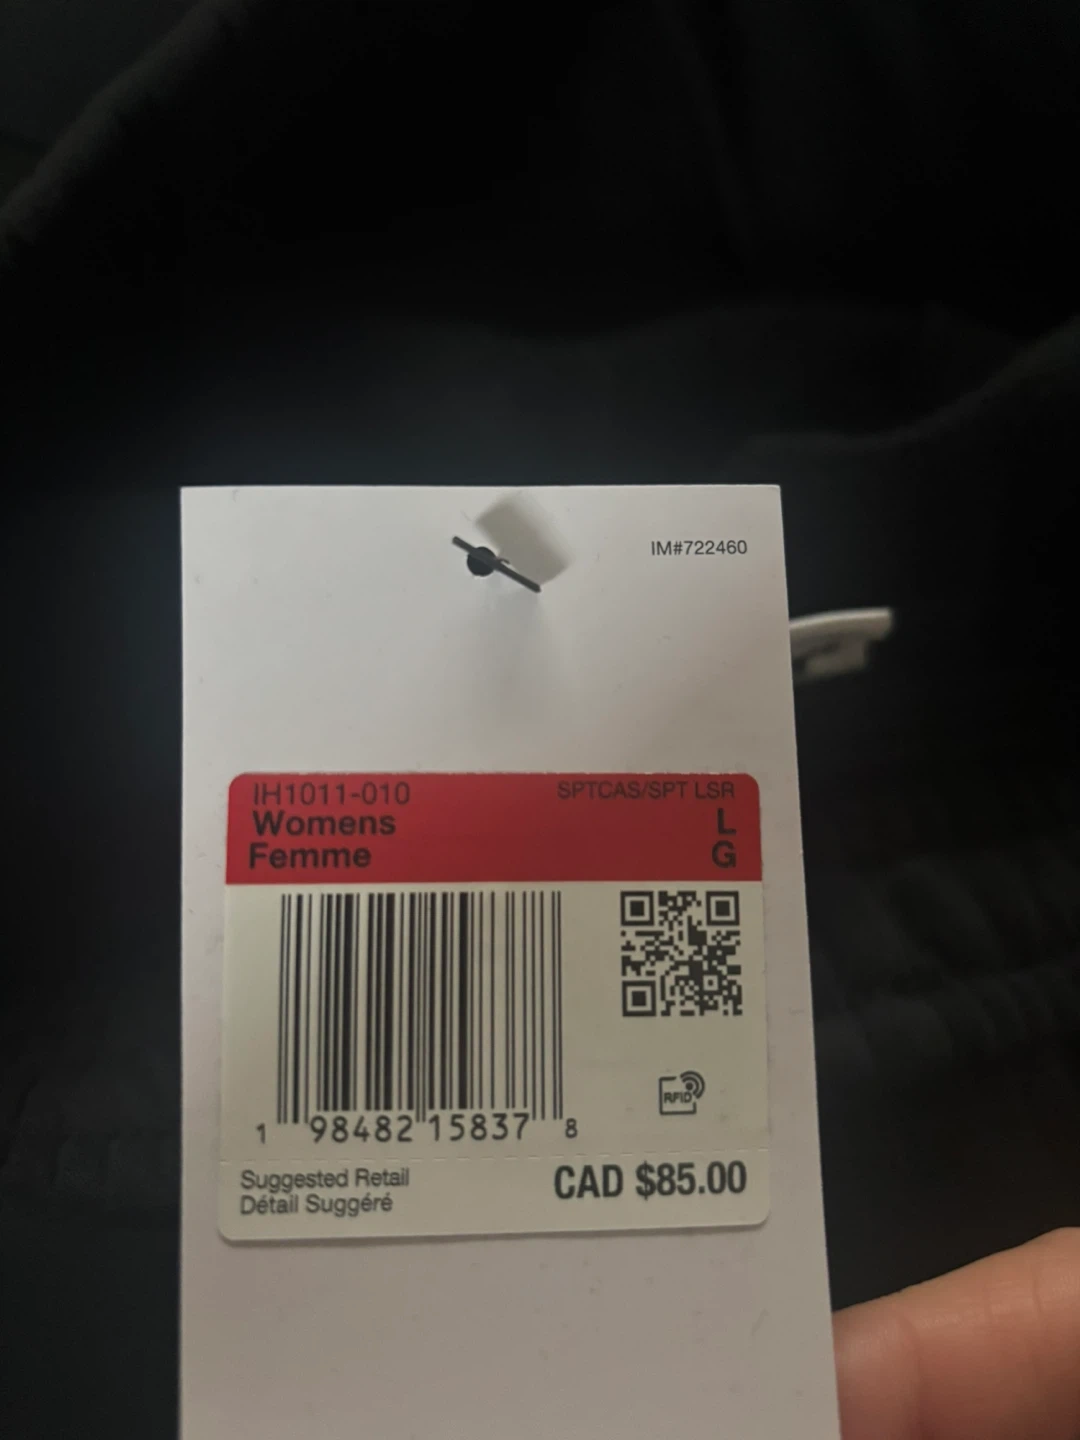 IM#722460
IH1011-010 SPTCAS/SPT LSR
Womens L
Femme G
RFID
1 98482 15837 8
Suggested Retail
Détail Suggéré
CAD $85.00